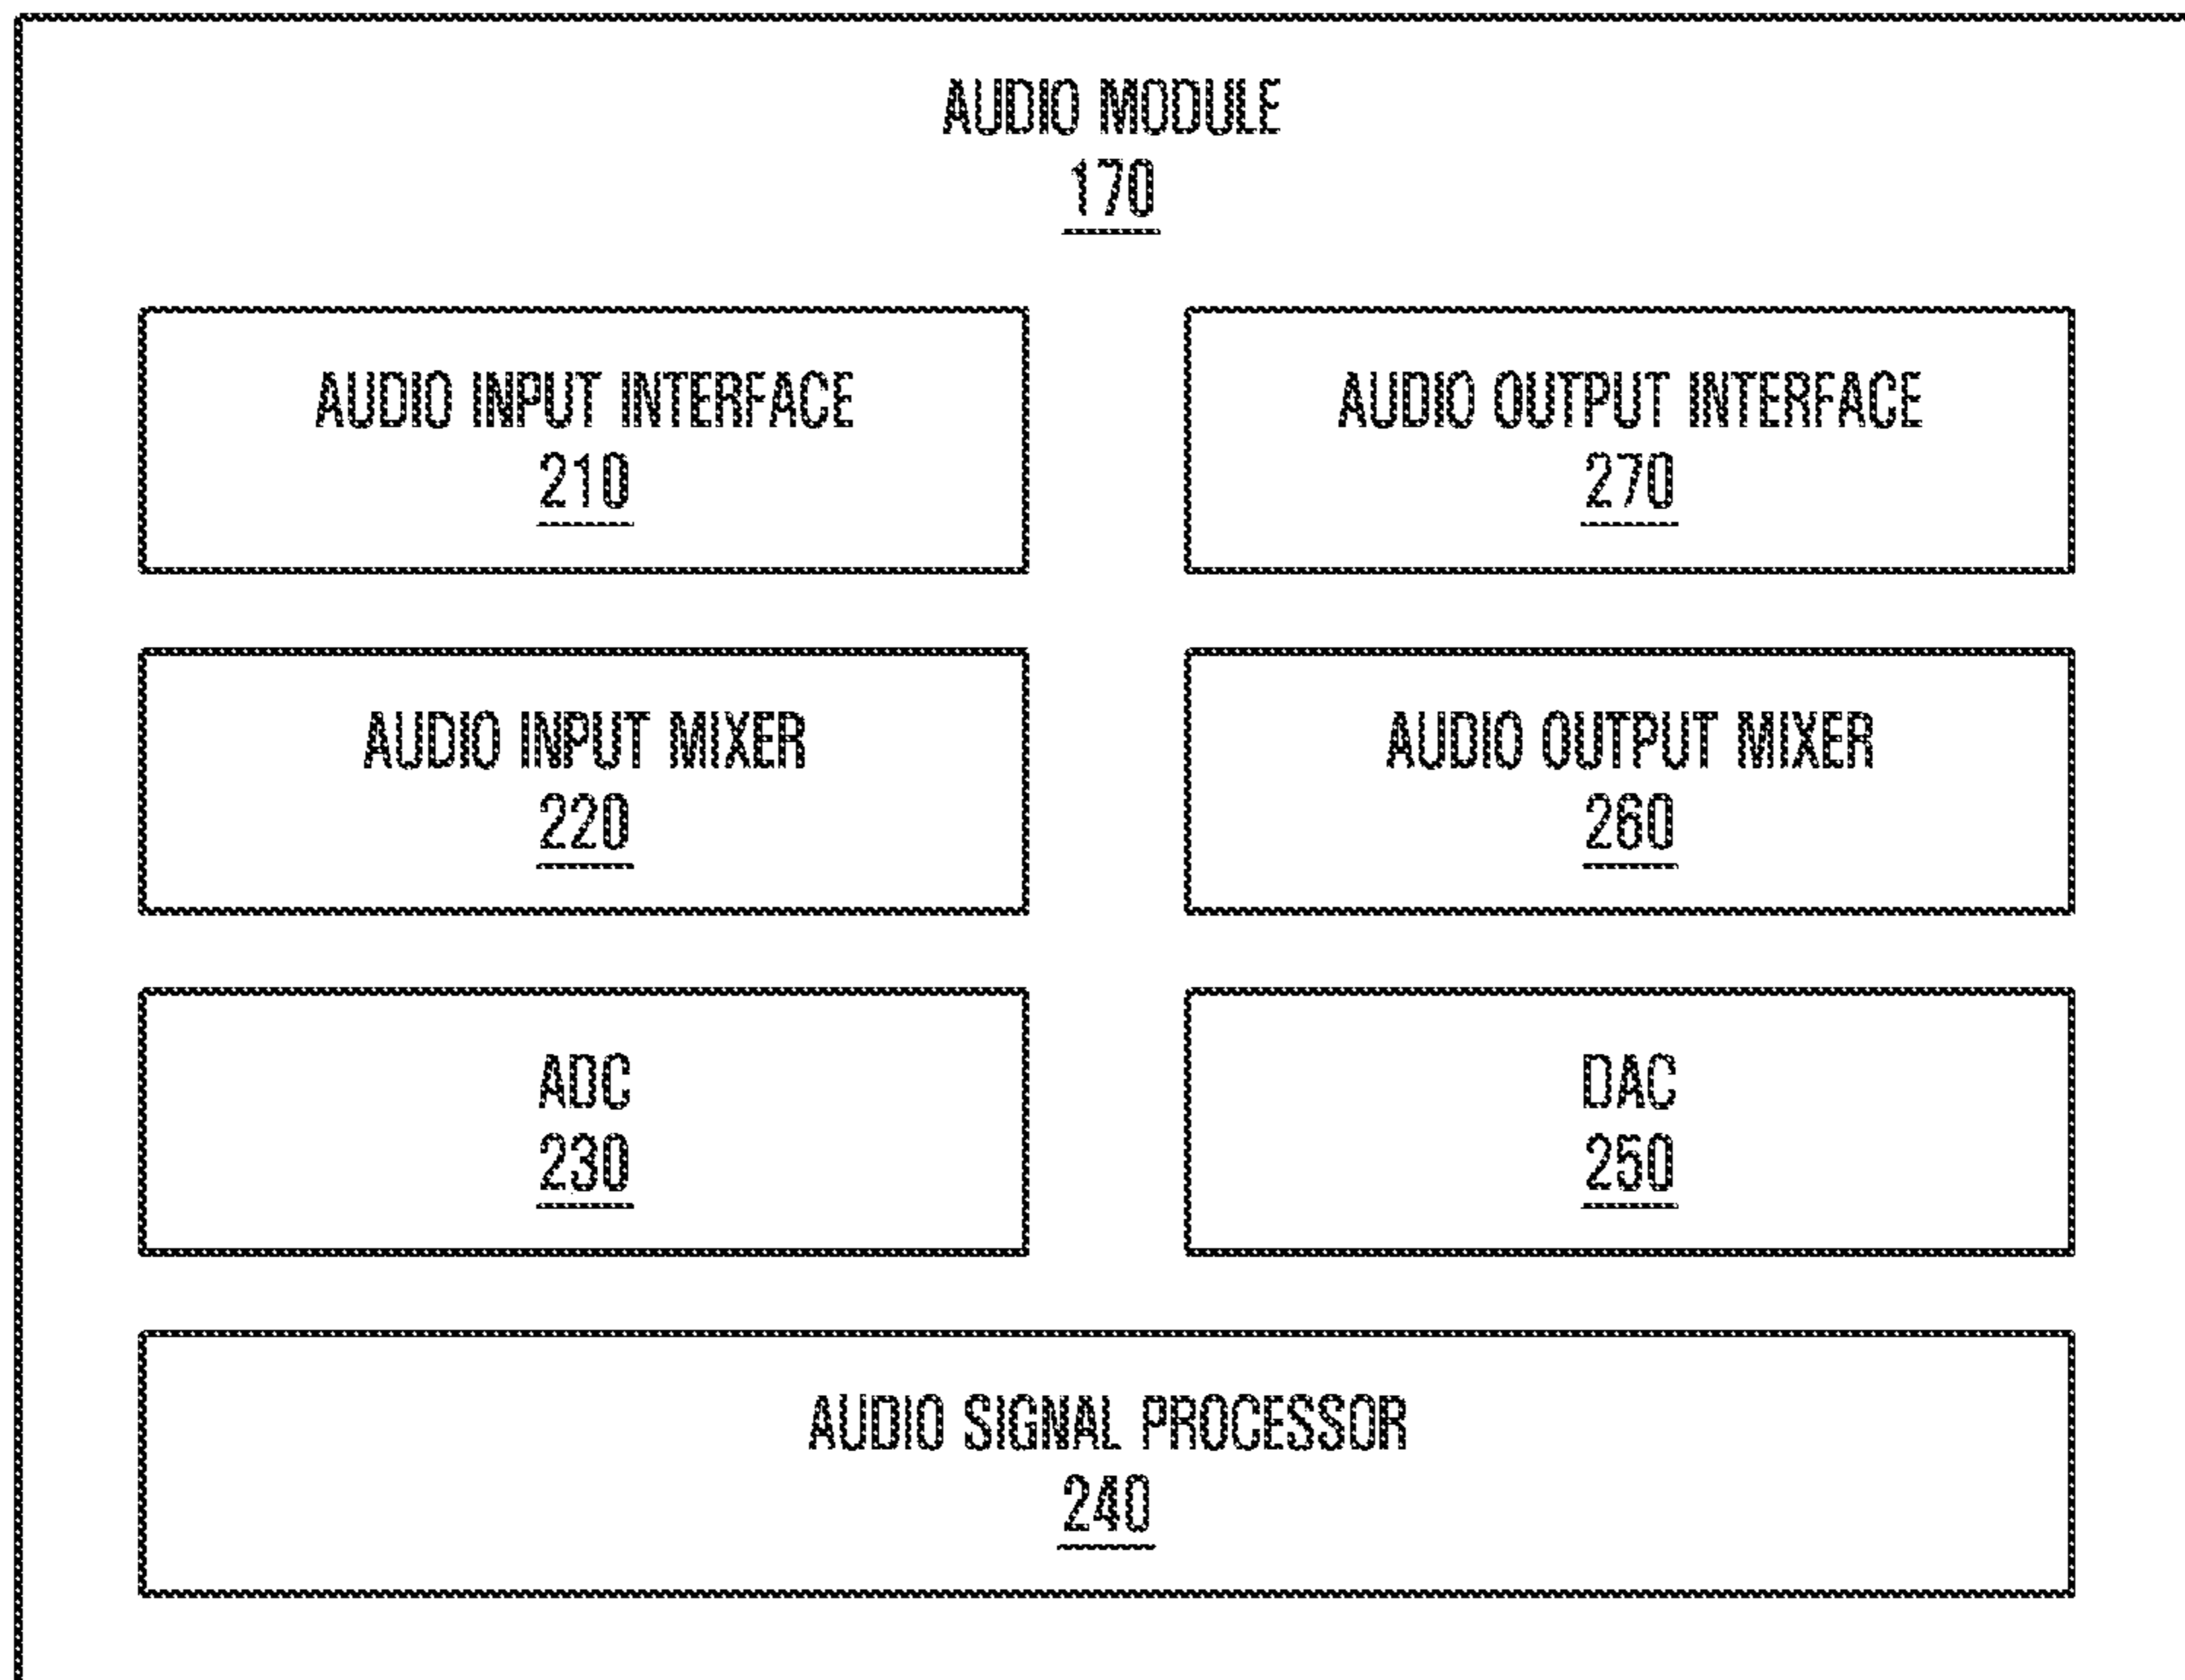 AUDIO MODULE
170
AUDIO INPUT INTERFACE
210
AUDIO OUTPUT INTERFACE
270
AUDIO INPUT MIXER
220
AUDIO OUTPUT MIXER
260
ADC
230
DAC
250
AUDIO SIGNAL PROCESSOR
240